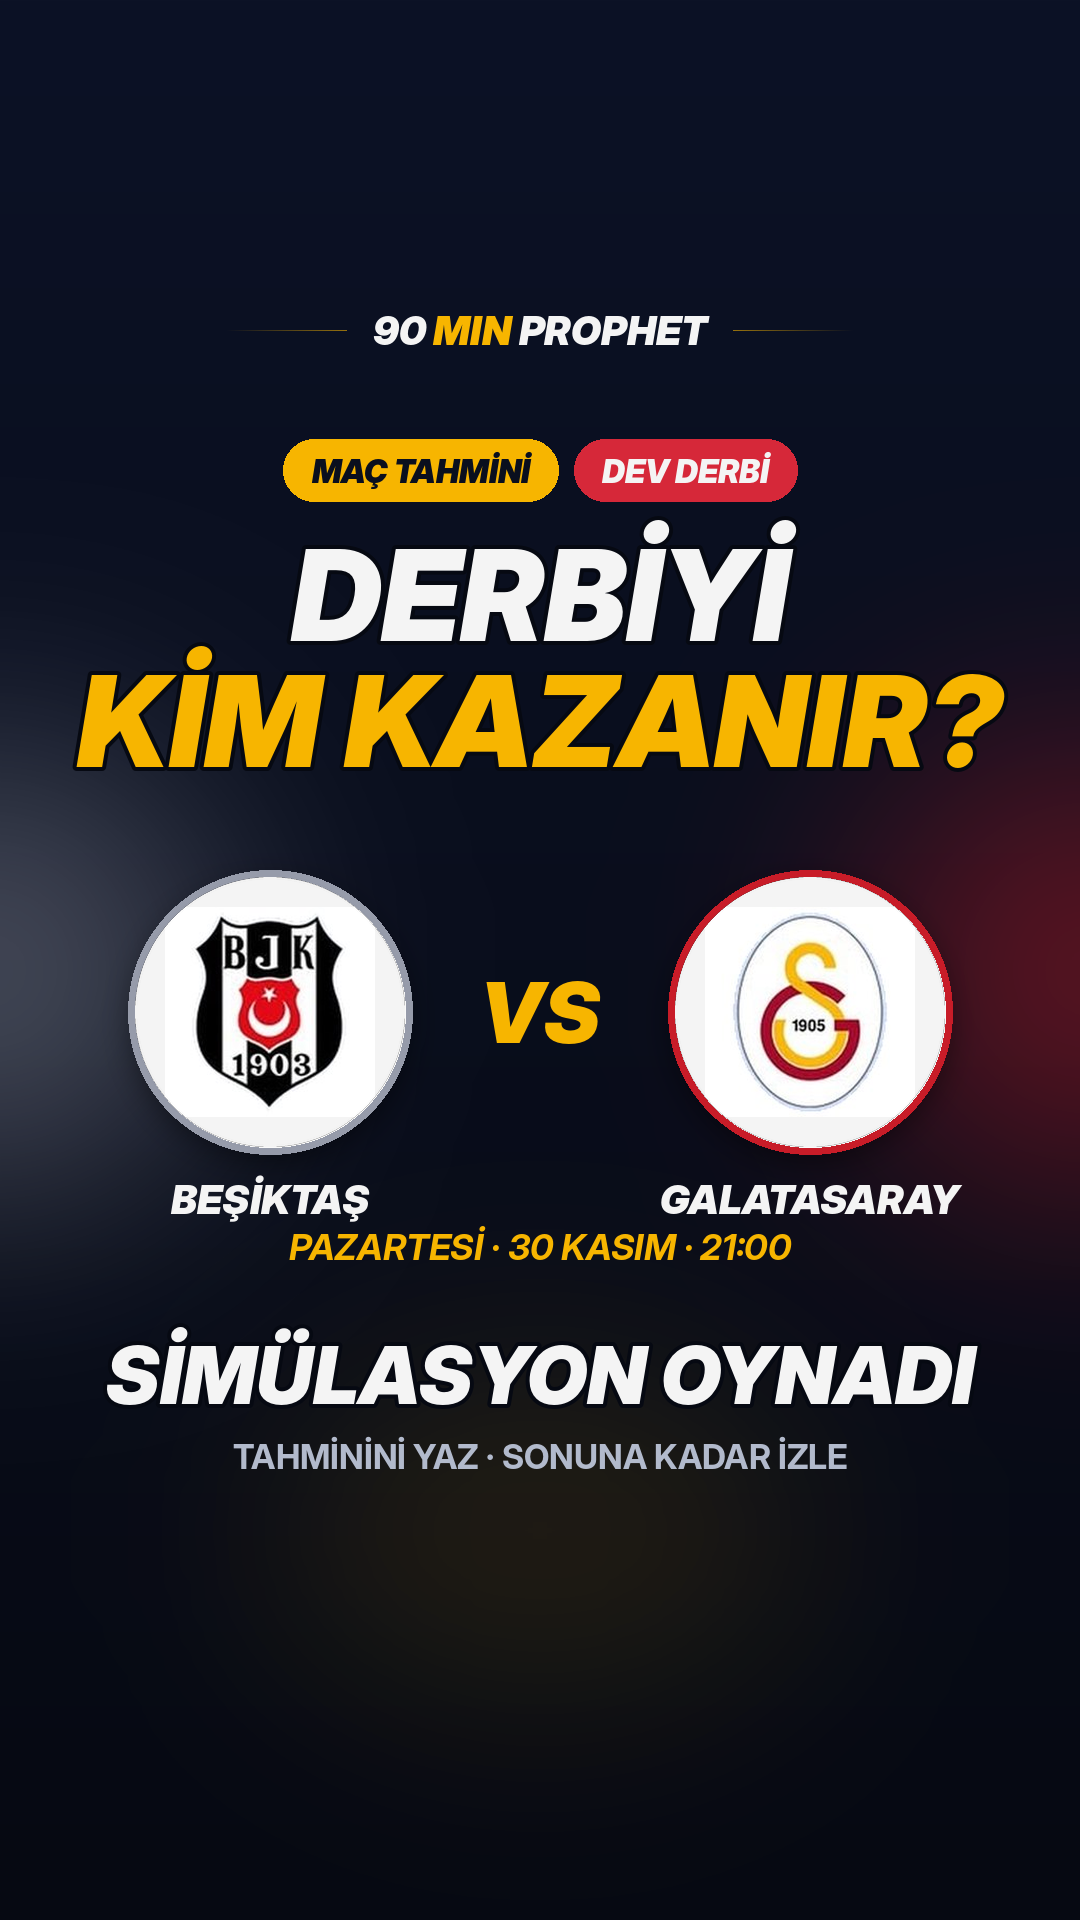 90 MIN PROPHET
MAÇ TAHMİNİ DEV DERBİ
DERBİYİ
KİM KAZANIR?
BJK
1903
VS
1905
BEŞİKTAŞ GALATASARAY
PAZARTESİ · 30 KASIM · 21:00
SİMÜLASYON OYNADI
TAHMİNİNİ YAZ · SONUNA KADAR İZLE